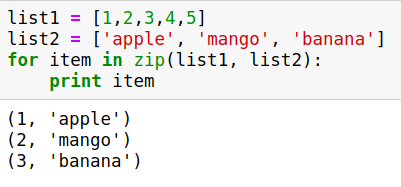 list1 = [1,2,3,4,5]
list2 = ['apple', 'mango', 'banana']
for item in zip(list1, list2):
    print item
(1, 'apple')
(2, 'mango')
(3, 'banana')